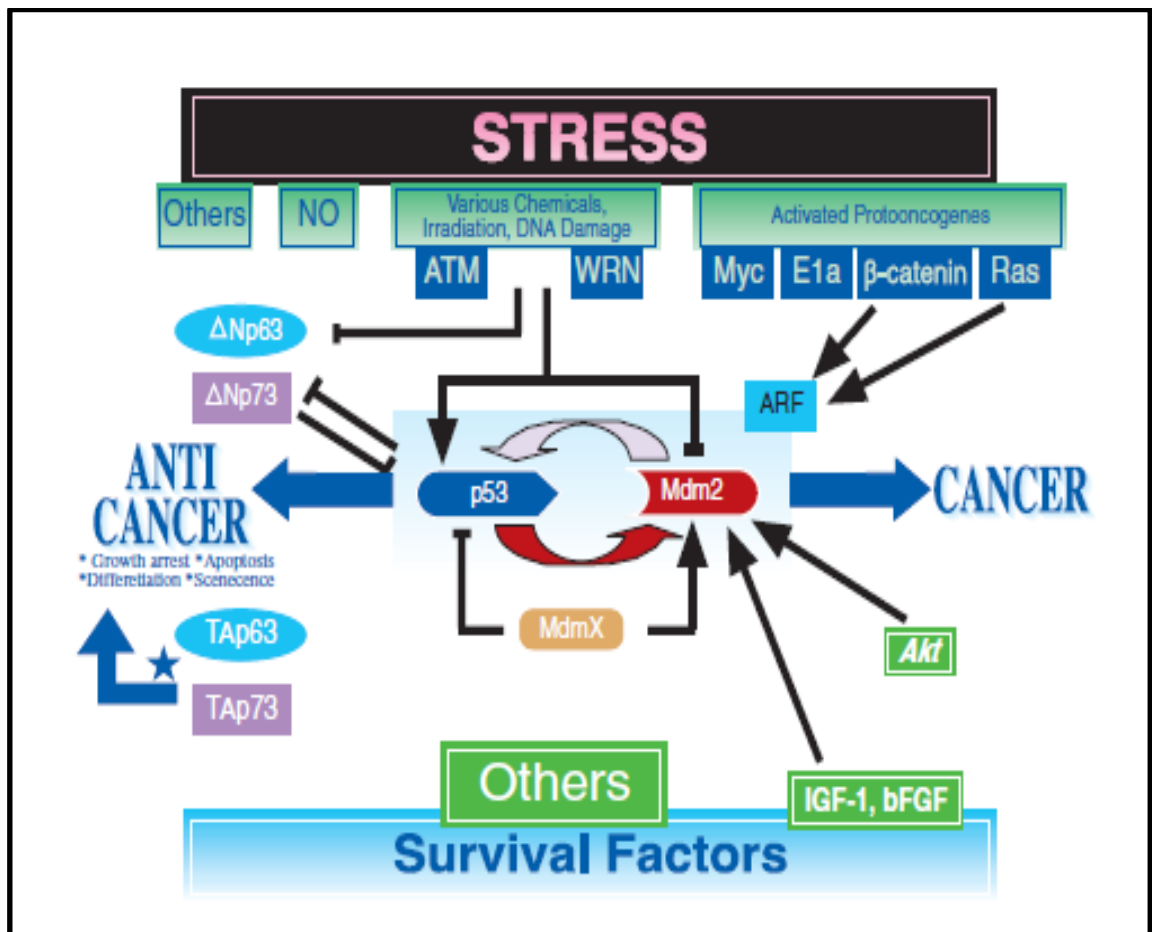 STRESS
Others
NO
Various Chemicals,
Irradiation, DNA Damage
Activated Protooncogenes
ATM
WRN
Myc
E1a
β-catenin
Ras
ΔNp63
ΔNp73
ARF
ANTI
CANCER
* Growth arrest *Apoptosis
*Differetiation *Scenecence
p53
Mdm2
CANCER
MdmX
TAp63
TAp73
Akt
Others
IGF-1, bFGF
Survival Factors